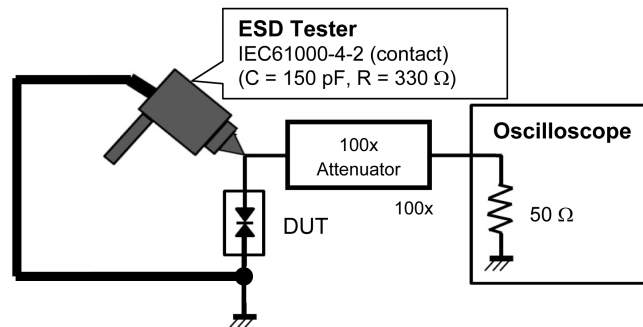 ESD Tester
IEC61000-4-2 (contact)
(C = 150 pF, R = 330 Ω)
100x
Attenuator
100x
Oscilloscope
50 Ω
DUT